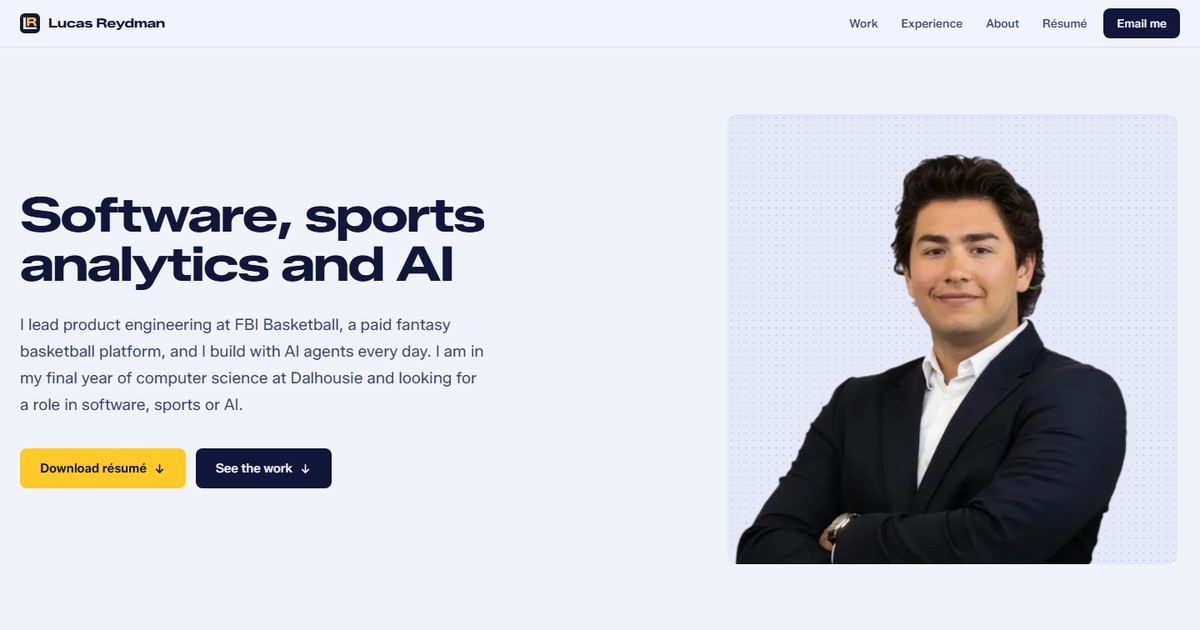 LR Lucas Reydman
Work Experience About Résumé Email me
Software, sports
analytics and AI
I lead product engineering at FBI Basketball, a paid fantasy
basketball platform, and I build with AI agents every day. I am in
my final year of computer science at Dalhousie and looking for
a role in software, sports or AI.
Download résumé ↓ See the work ↓